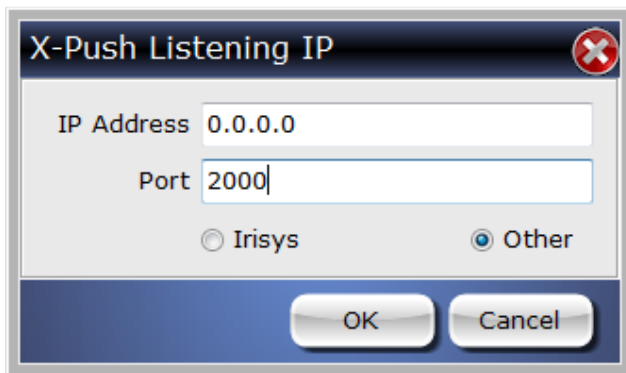 X-Push Listening IP
IP Address 0.0.0.0
Port 2000
Irisys Other
OK Cancel